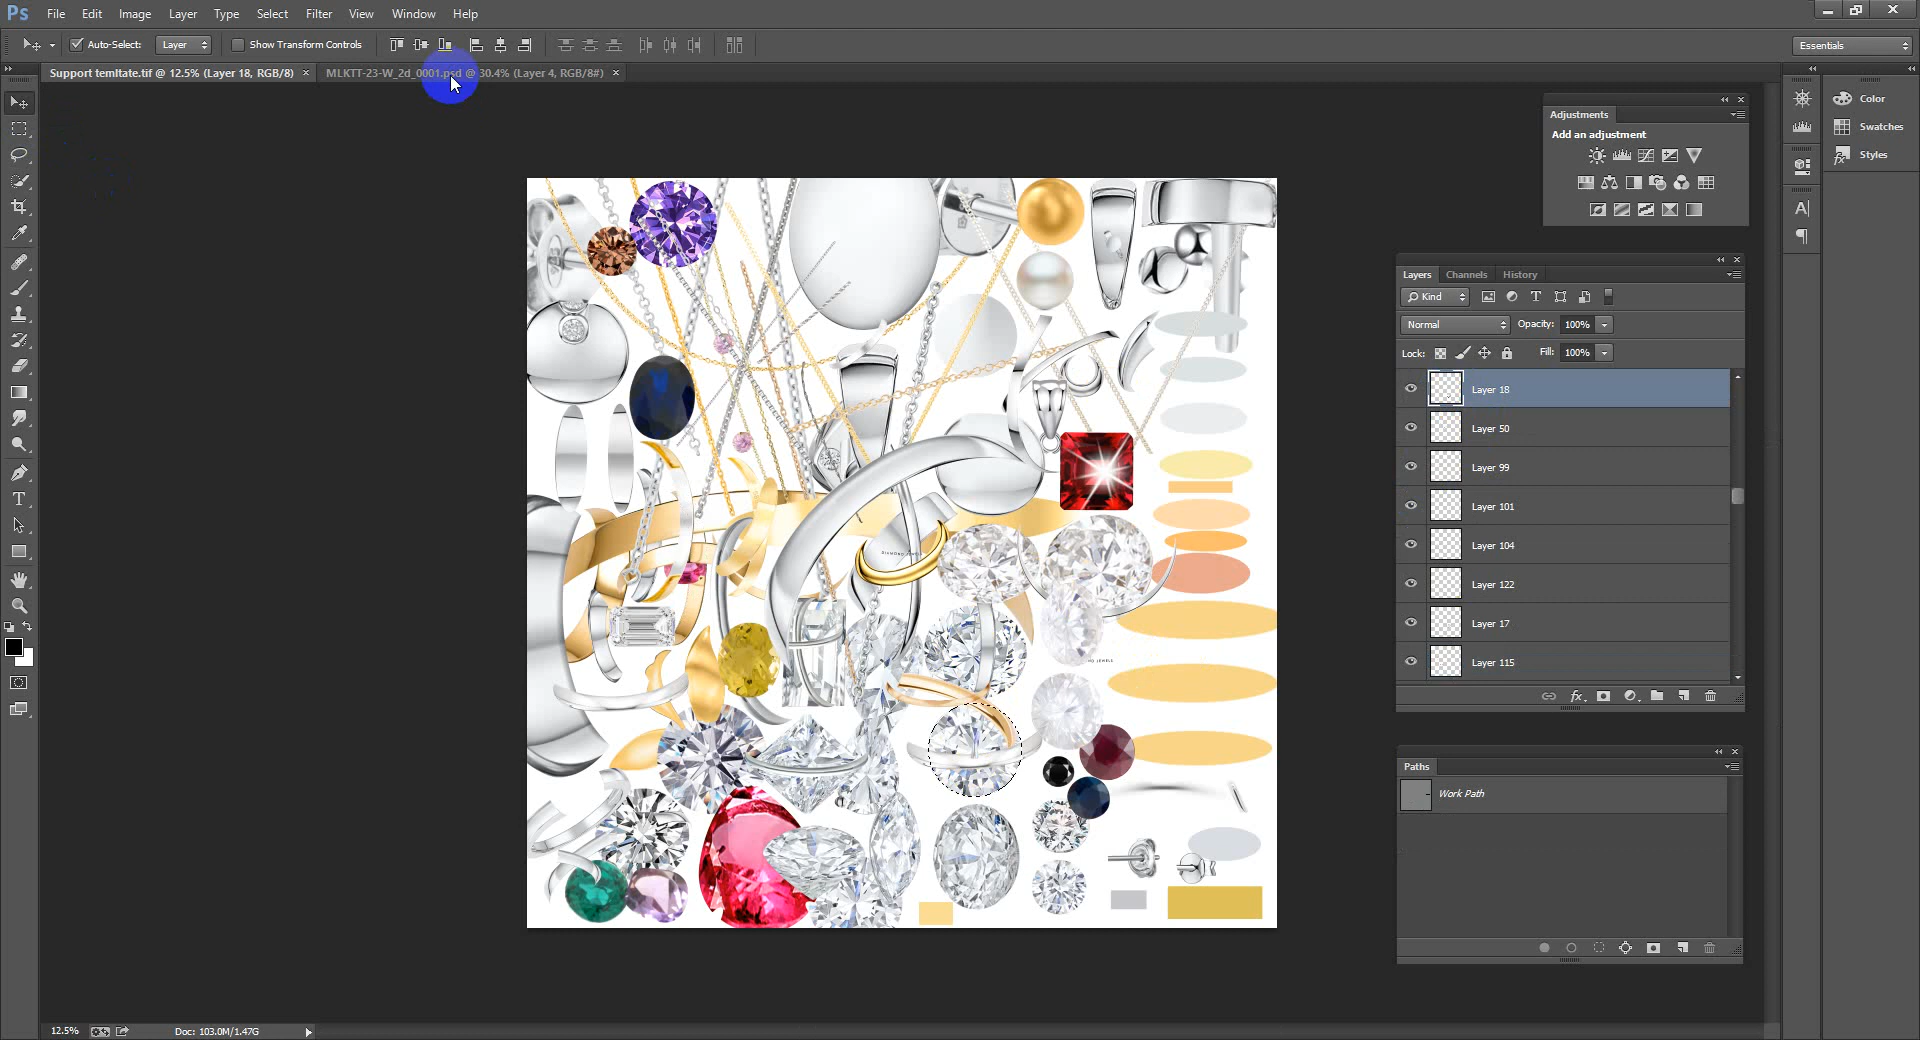 Ps File Edit Image Layer Type Select Filter View Window Help
Auto-Select: Layer Show Transform Controls Essentials
Support temltate.tif @ 12.5% (Layer 18, RGB/8) × MLKTT-23-W_2d_0001.psd @ 30.4% (Layer 4, RGB/8#) ×
Color
Swatches
Styles
Adjustments
Add an adjustment
Layers Channels History
Kind
Normal Opacity: 100%
Lock: Fill: 100%
Layer 18
Layer 50
Layer 99
Layer 101
Layer 104
Layer 122
Layer 17
Layer 115
Paths
Work Path
DIAMOND JEWELS
ND JEWELS
12.5% Doc: 103.0M/1.47G